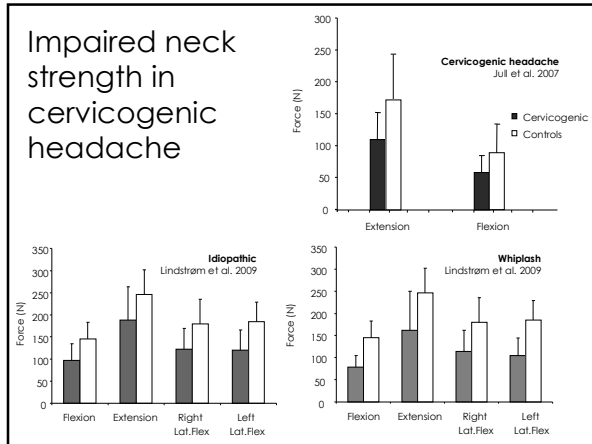 Impaired neck
strength in
cervicogenic
headache
300
250
200
150
100
50
0
Force (N)
Cervicogenic headache
Jull et al. 2007
Cervicogenic
Controls
Extension
Flexion
350
300
250
200
150
100
50
0
Force (N)
Idiopathic
Lindstrøm et al. 2009
Flexion
Extension
Right
Lat.Flex
Left
Lat.Flex
350
300
250
200
150
100
50
0
Force (N)
Whiplash
Lindstrøm et al. 2009
Flexion
Extension
Right
Lat.Flex
Left
Lat.Flex